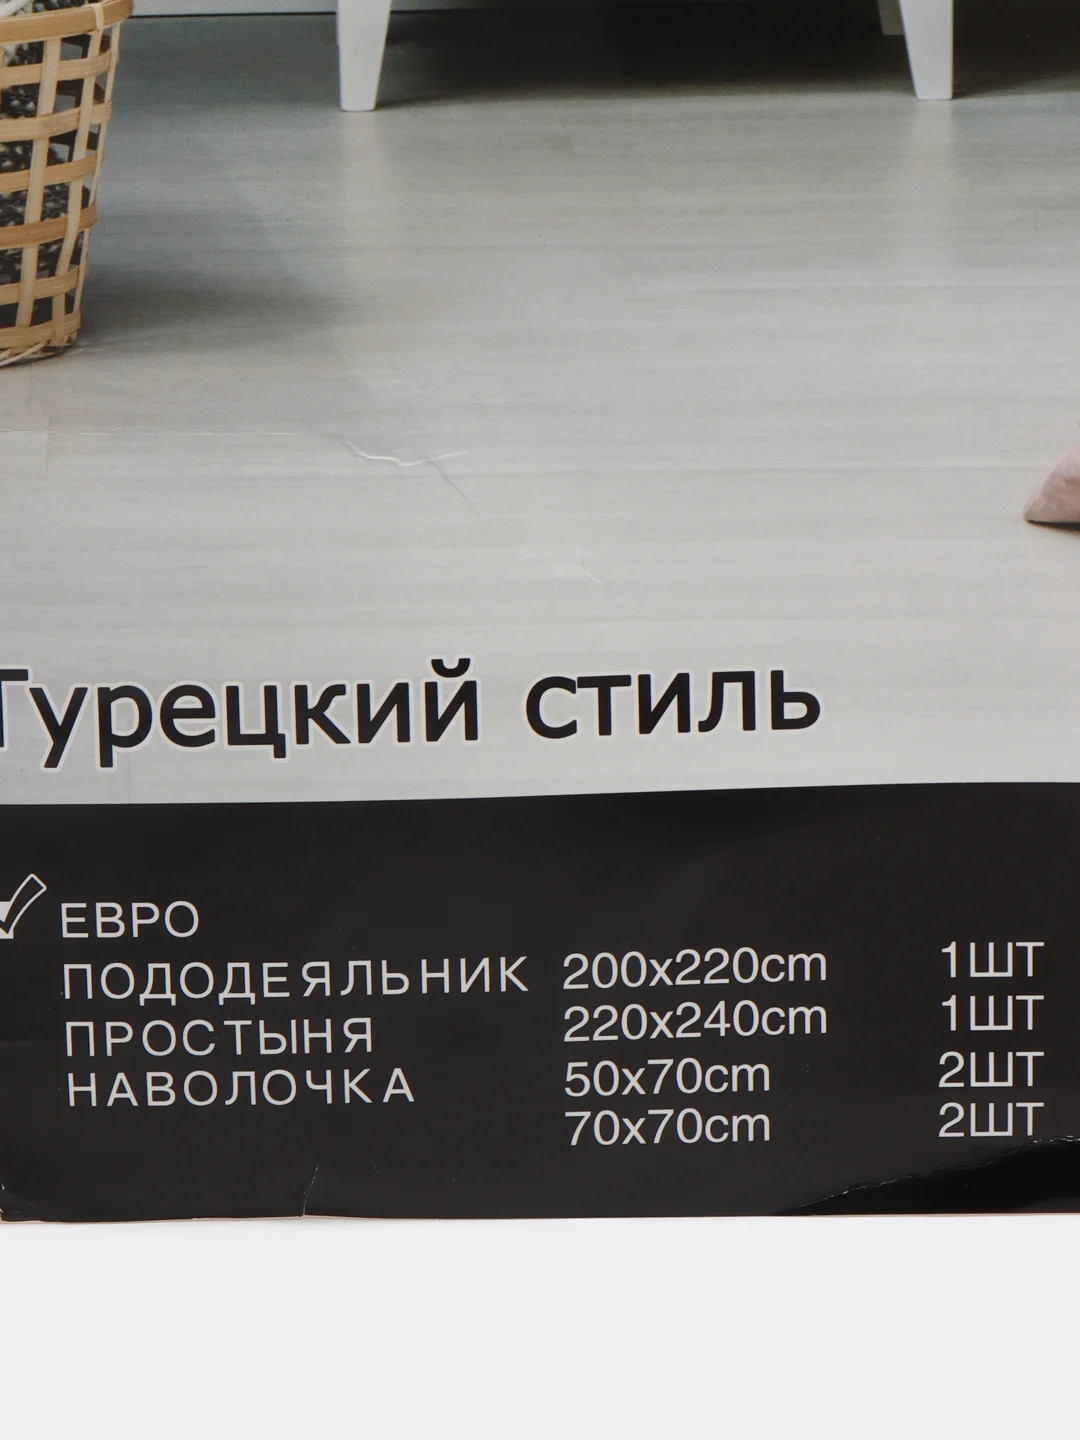 Турецкий стиль
ЕВРО
ПОДОДЕЯЛЬНИК 200x220cm 1ШТ
ПРОСТЫНЯ 220x240cm 1ШТ
НАВОЛОЧКА 50x70cm 2ШТ
70x70cm 2ШТ